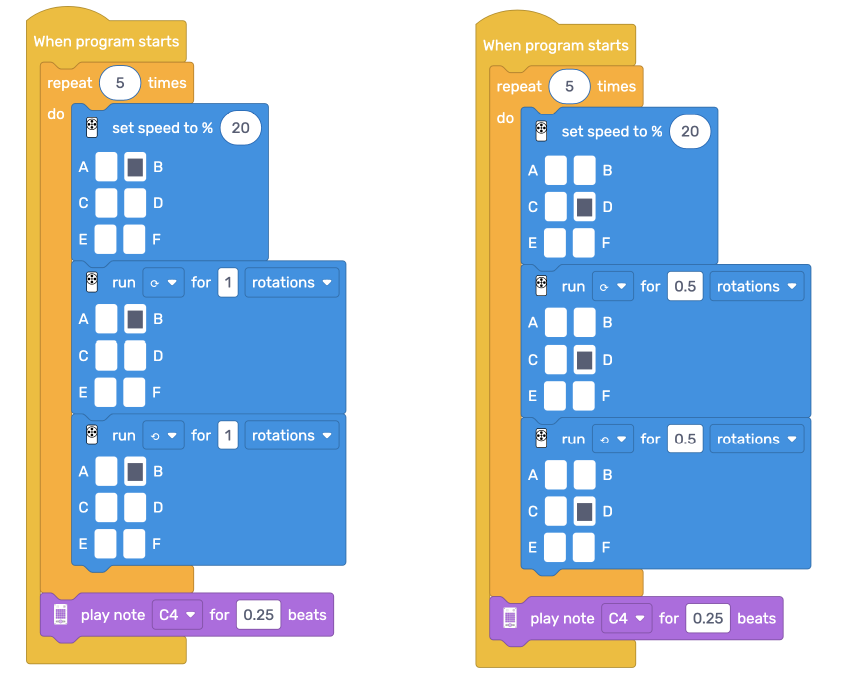 When program starts
repeat 5 times
do
set speed to % 20
A B
C D
E F
run for 1 rotations
A B
C D
E F
run for 1 rotations
A B
C D
E F
play note C4 for 0.25 beats
When program starts
repeat 5 times
do
set speed to % 20
A B
C D
E F
run for 0.5 rotations
A B
C D
E F
run for 0.5 rotations
A B
C D
E F
play note C4 for 0.25 beats